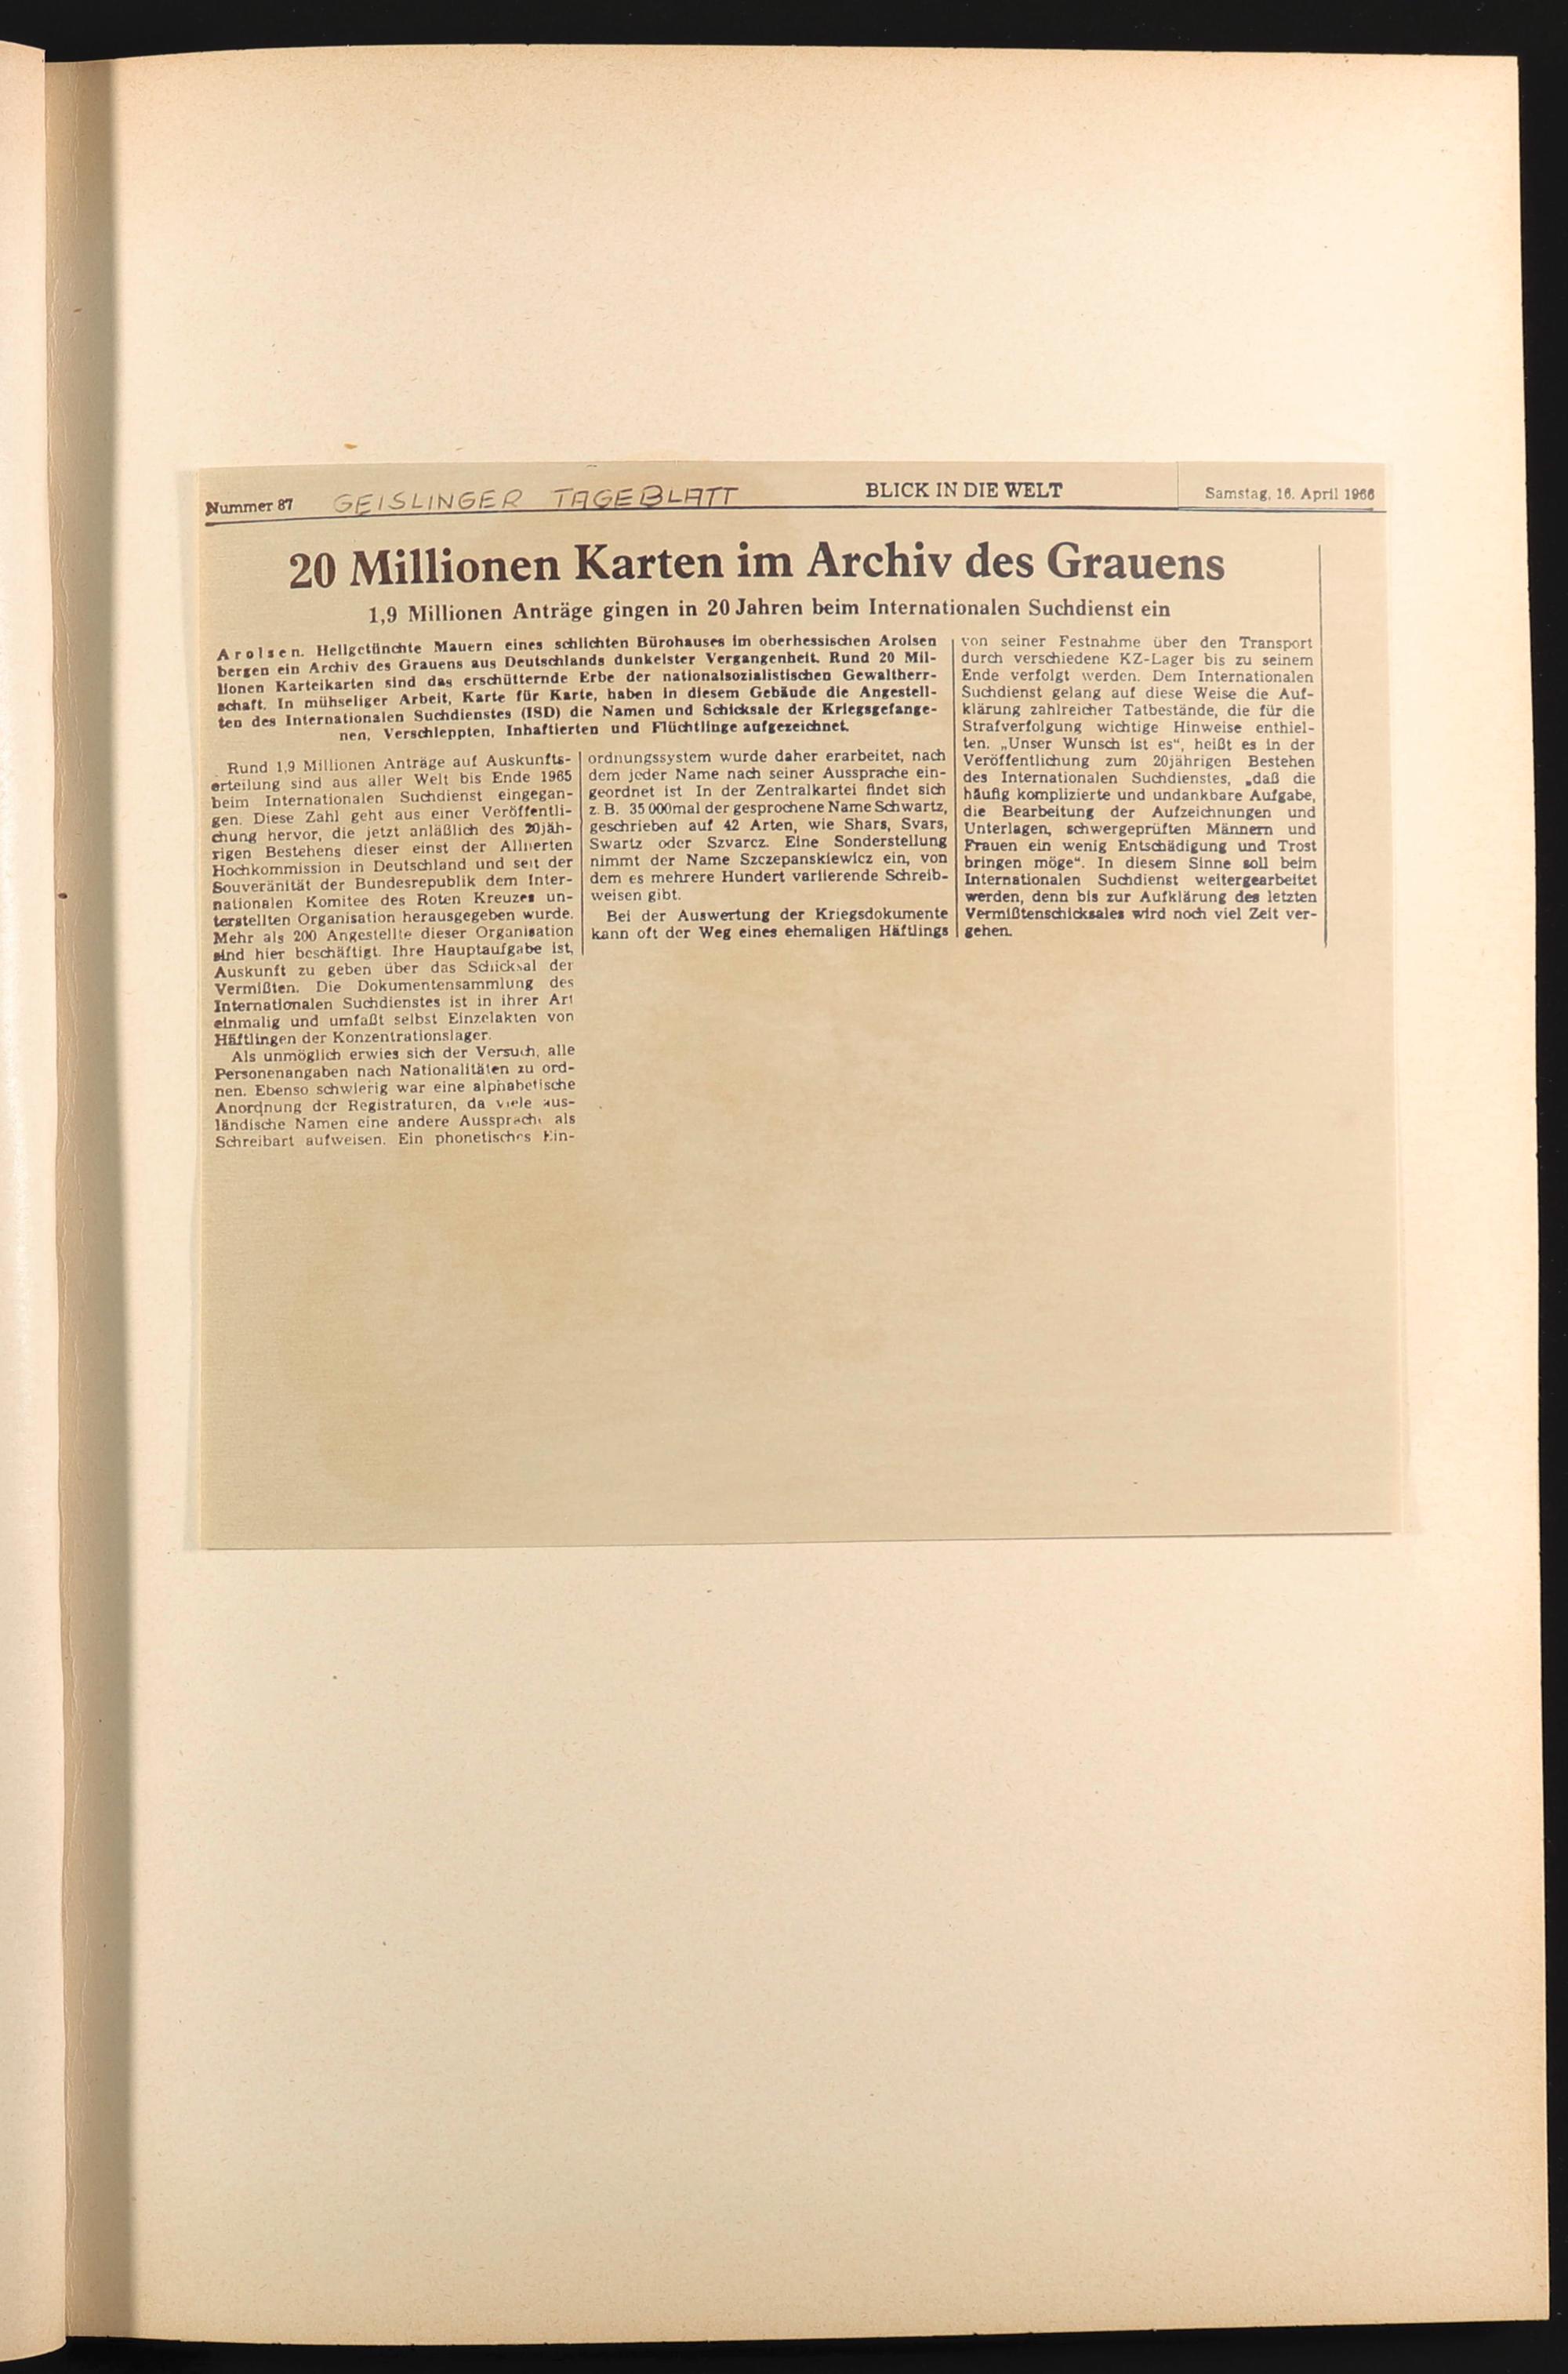 Nummer 87 GEISLINGER TAGEBLATT BLICK IN DIE WELT Samstag, 16. April 1966
20 Millionen Karten im Archiv des Grauens
1,9 Millionen Anträge gingen in 20 Jahren beim Internationalen Suchdienst ein
Arolsen. Hellgetünchte Mauern eines schlichten Bürohauses im oberhessischen Arolsen
bergen ein Archiv des Grauens aus Deutschlands dunkelster Vergangenheit. Rund 20 Mil-
lionen Karteikarten sind das erschütternde Erbe der nationalsozialistischen Gewaltherr-
schaft. In mühseliger Arbeit, Karte für Karte, haben in diesem Gebäude die Angestell-
ten des Internationalen Suchdienstes (ISD) die Namen und Schicksale der Kriegsgefange-
nen, Verschleppten, Inhaftierten und Flüchtlinge aufgezeichnet.
Rund 1,9 Millionen Anträge auf Auskunfts-
erteilung sind aus aller Welt bis Ende 1965
beim Internationalen Suchdienst eingegan-
gen. Diese Zahl geht aus einer Veröffentli-
chung hervor, die jetzt anläßlich des 20jäh-
rigen Bestehens dieser einst der Alliierten
Hochkommission in Deutschland und seit der
Souveränität der Bundesrepublik dem Inter-
nationalen Komitee des Roten Kreuzes un-
terstellten Organisation herausgegeben wurde.
Mehr als 200 Angestellte dieser Organisation
sind hier beschäftigt. Ihre Hauptaufgabe ist,
Auskunft zu geben über das Schicksal der
Vermißten. Die Dokumentensammlung des
Internationalen Suchdienstes ist in ihrer Art
einmalig und umfaßt selbst Einzelakten von
Häftlingen der Konzentrationslager.
Als unmöglich erwies sich der Versuch, alle
Personenangaben nach Nationalitäten zu ord-
nen. Ebenso schwierig war eine alphabetische
Anordnung der Registraturen, da viele aus-
ländische Namen eine andere Aussprache als
Schreibart aufweisen. Ein phonetisches Ein-
ordnungssystem wurde daher erarbeitet, nach
dem jeder Name nach seiner Aussprache ein-
geordnet ist In der Zentralkartei findet sich
z. B. 35 000mal der gesprochene Name Schwartz,
geschrieben auf 42 Arten, wie Shars, Svars,
Swartz oder Szvarcz. Eine Sonderstellung
nimmt der Name Szczepanskiewicz ein, von
dem es mehrere Hundert variierende Schreib-
weisen gibt.
Bei der Auswertung der Kriegsdokumente
kann oft der Weg eines ehemaligen Häftlings
von seiner Festnahme über den Transport
durch verschiedene KZ-Lager bis zu seinem
Ende verfolgt werden. Dem Internationalen
Suchdienst gelang auf diese Weise die Auf-
klärung zahlreicher Tatbestände, die für die
Strafverfolgung wichtige Hinweise enthiel-
ten. „Unser Wunsch ist es“, heißt es in der
Veröffentlichung zum 20jährigen Bestehen
des Internationalen Suchdienstes, „daß die
häufig komplizierte und undankbare Aufgabe,
die Bearbeitung der Aufzeichnungen und
Unterlagen, schwergeprüften Männern und
Frauen ein wenig Entschädigung und Trost
bringen möge“. In diesem Sinne soll beim
Internationalen Suchdienst weitergearbeitet
werden, denn bis zur Aufklärung des letzten
Vermißtenschicksales wird noch viel Zeit ver-
gehen.